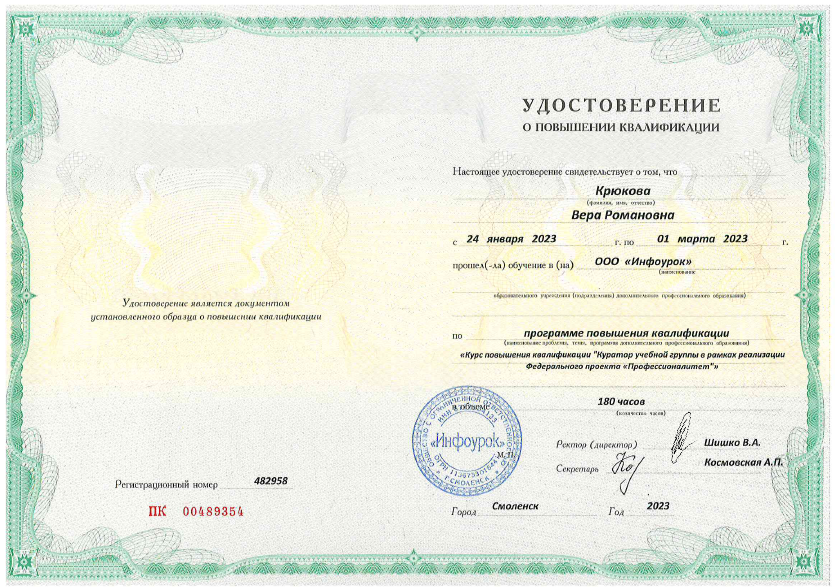 Удостоверение является документом
установленного образца о повышении квалификации
Регистрационный номер 482958
ПК 00489354
УДОСТОВЕРЕНИЕ
О ПОВЫШЕНИИ КВАЛИФИКАЦИИ
Настоящее удостоверение свидетельствует о том, что
Крюкова
(фамилия, имя, отчество)
Вера Романовна
с 24 января 2023 г. по 01 марта 2023 г.
прошел(-ла) обучение в (на) ООО «Инфоурок»
(наименование
образовательного учреждения (подразделения) дополнительного профессионального образования)
по программе повышения квалификации
(наименование проблемы, темы, программы дополнительного профессионального образования)
«Курс повышения квалификации "Куратор учебной группы в рамках реализации
Федерального проекта «Профессионалитет"»
в объеме 180 часов
(количество часов)
ОБЩЕСТВО С ОГРАНИЧЕННОЙ ОТВЕТСТВЕННОСТЬЮ
«Инфоурок»
Г.СМОЛЕНСК
М.П.
Ректор (директор) Шишко В.А.
Секретарь Космовская А.П.
Город Смоленск Год 2023